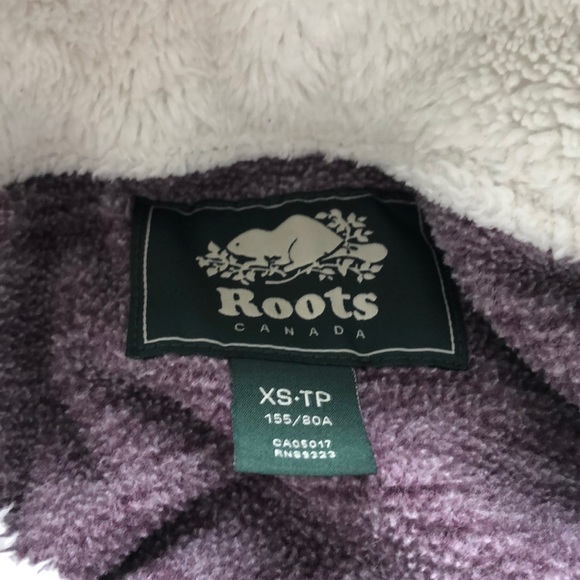 Roots
CANADA
XS·TP
155/80A
CA05017
RN89323